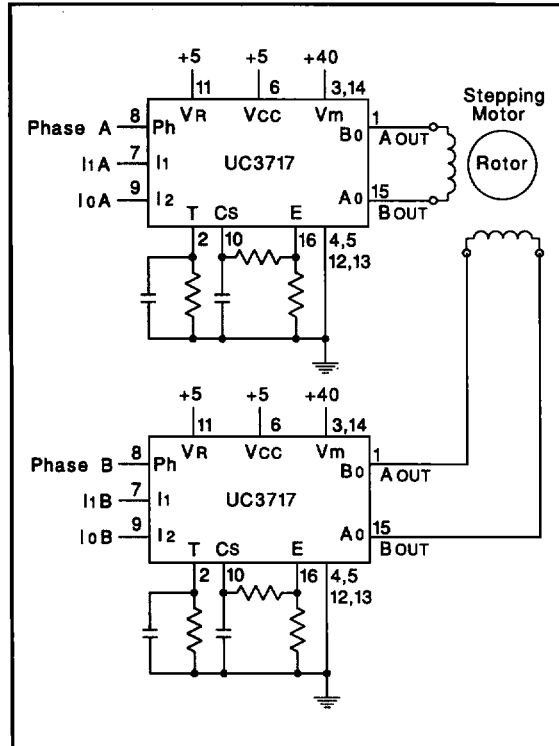 +5 +5 +40
11 6 3,14
VR VCC Vm
Stepping
Motor
Rotor
Phase A 8 Ph
I1A 7 I1
I0A 9 I2
UC3717
B0 1 A OUT
A0 15 B OUT
T CS E
2 10 16 4,5
12,13
+5 +5 +40
11 6 3,14
VR VCC Vm
Phase B 8 Ph
I1B 7 I1
I0B 9 I2
UC3717
B0 1 A OUT
A0 15 B OUT
T CS E
2 10 16 4,5
12,13